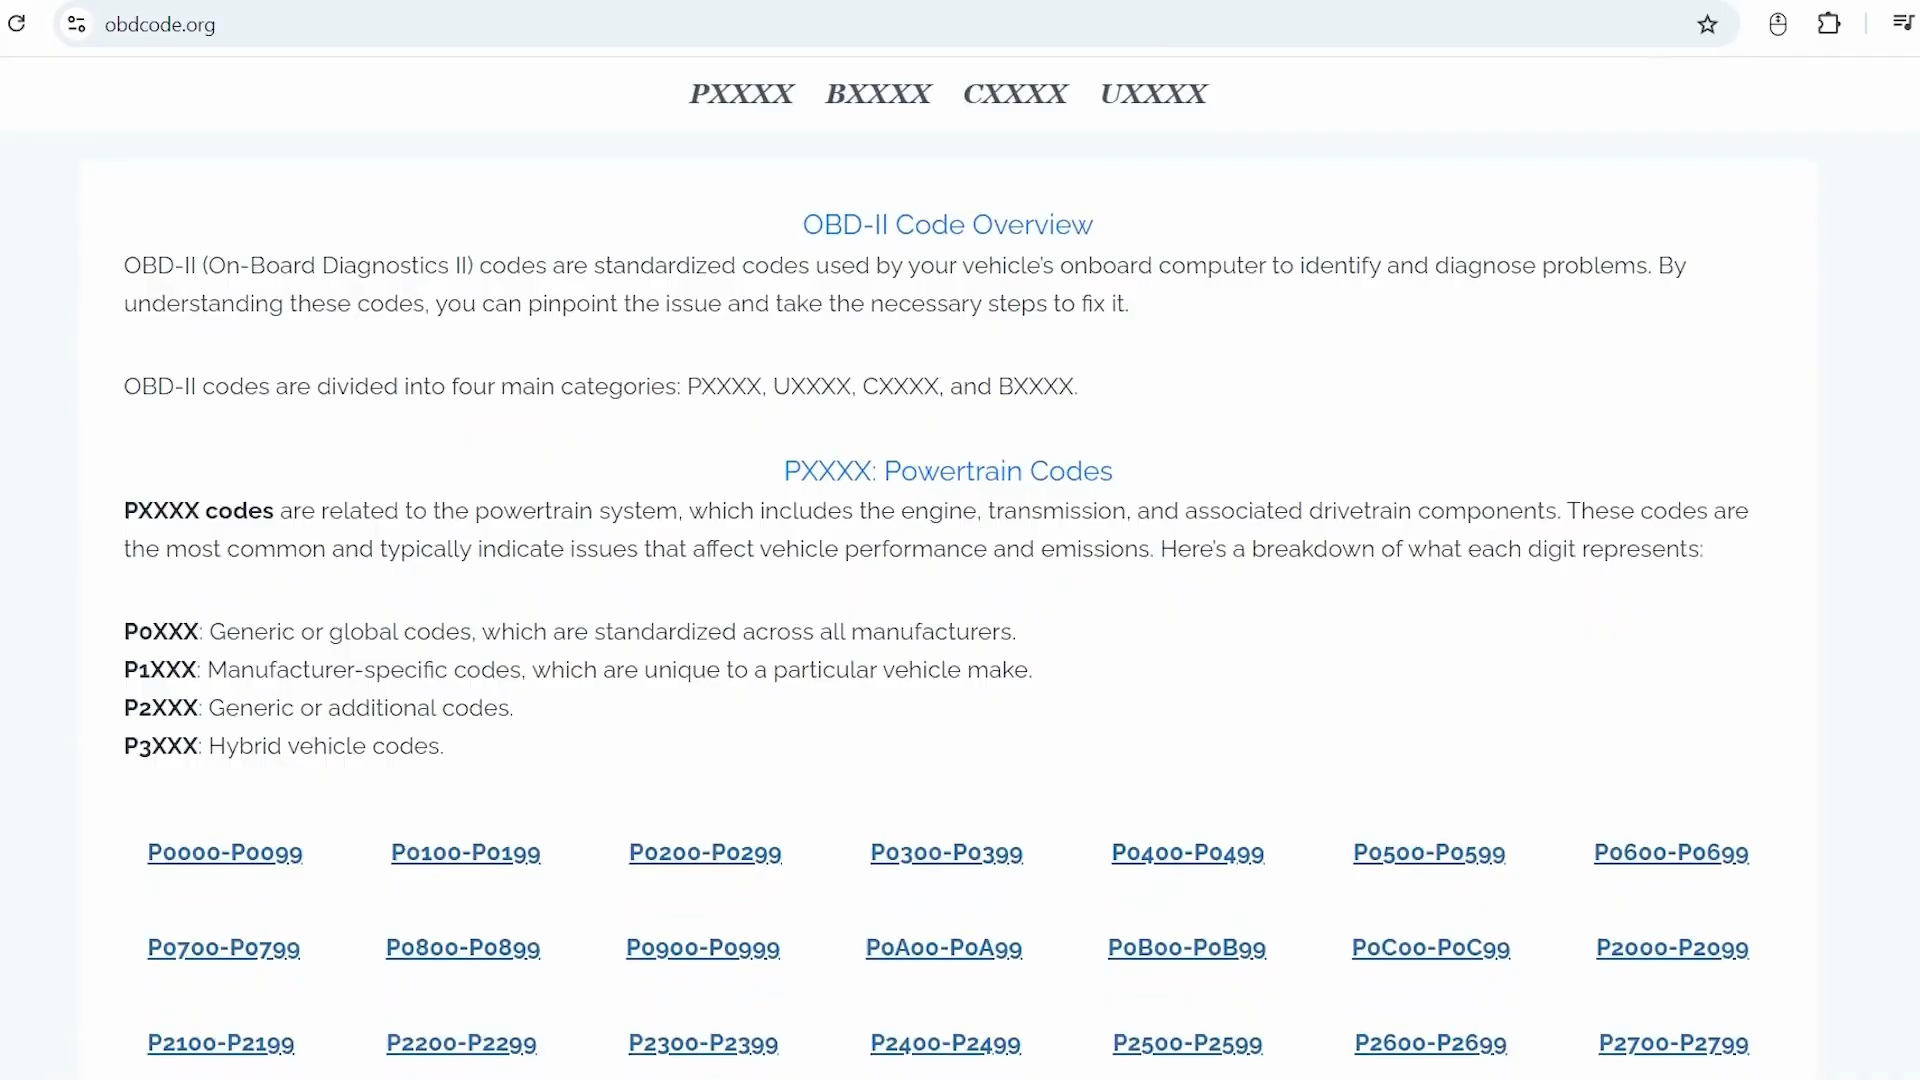 obdcode.org
PXXXX BXXXX CXXXX UXXXX
OBD-II Code Overview
OBD-II (On-Board Diagnostics II) codes are standardized codes used by your vehicle's onboard computer to identify and diagnose problems. By
understanding these codes, you can pinpoint the issue and take the necessary steps to fix it.
OBD-II codes are divided into four main categories: PXXXX, UXXXX, CXXXX, and BXXXX.
PXXXX: Powertrain Codes
PXXXX codes are related to the powertrain system, which includes the engine, transmission, and associated drivetrain components. These codes are
the most common and typically indicate issues that affect vehicle performance and emissions. Here's a breakdown of what each digit represents:
P0XXX: Generic or global codes, which are standardized across all manufacturers.
P1XXX: Manufacturer-specific codes, which are unique to a particular vehicle make.
P2XXX: Generic or additional codes.
P3XXX: Hybrid vehicle codes.
P0000-P0099 P0100-P0199 P0200-P0299 P0300-P0399 P0400-P0499 P0500-P0599 P0600-P0699
P0700-P0799 P0800-P0899 P0900-P0999 P0A00-P0A99 P0B00-P0B99 P0C00-P0C99 P2000-P2099
P2100-P2199 P2200-P2299 P2300-P2399 P2400-P2499 P2500-P2599 P2600-P2699 P2700-P2799